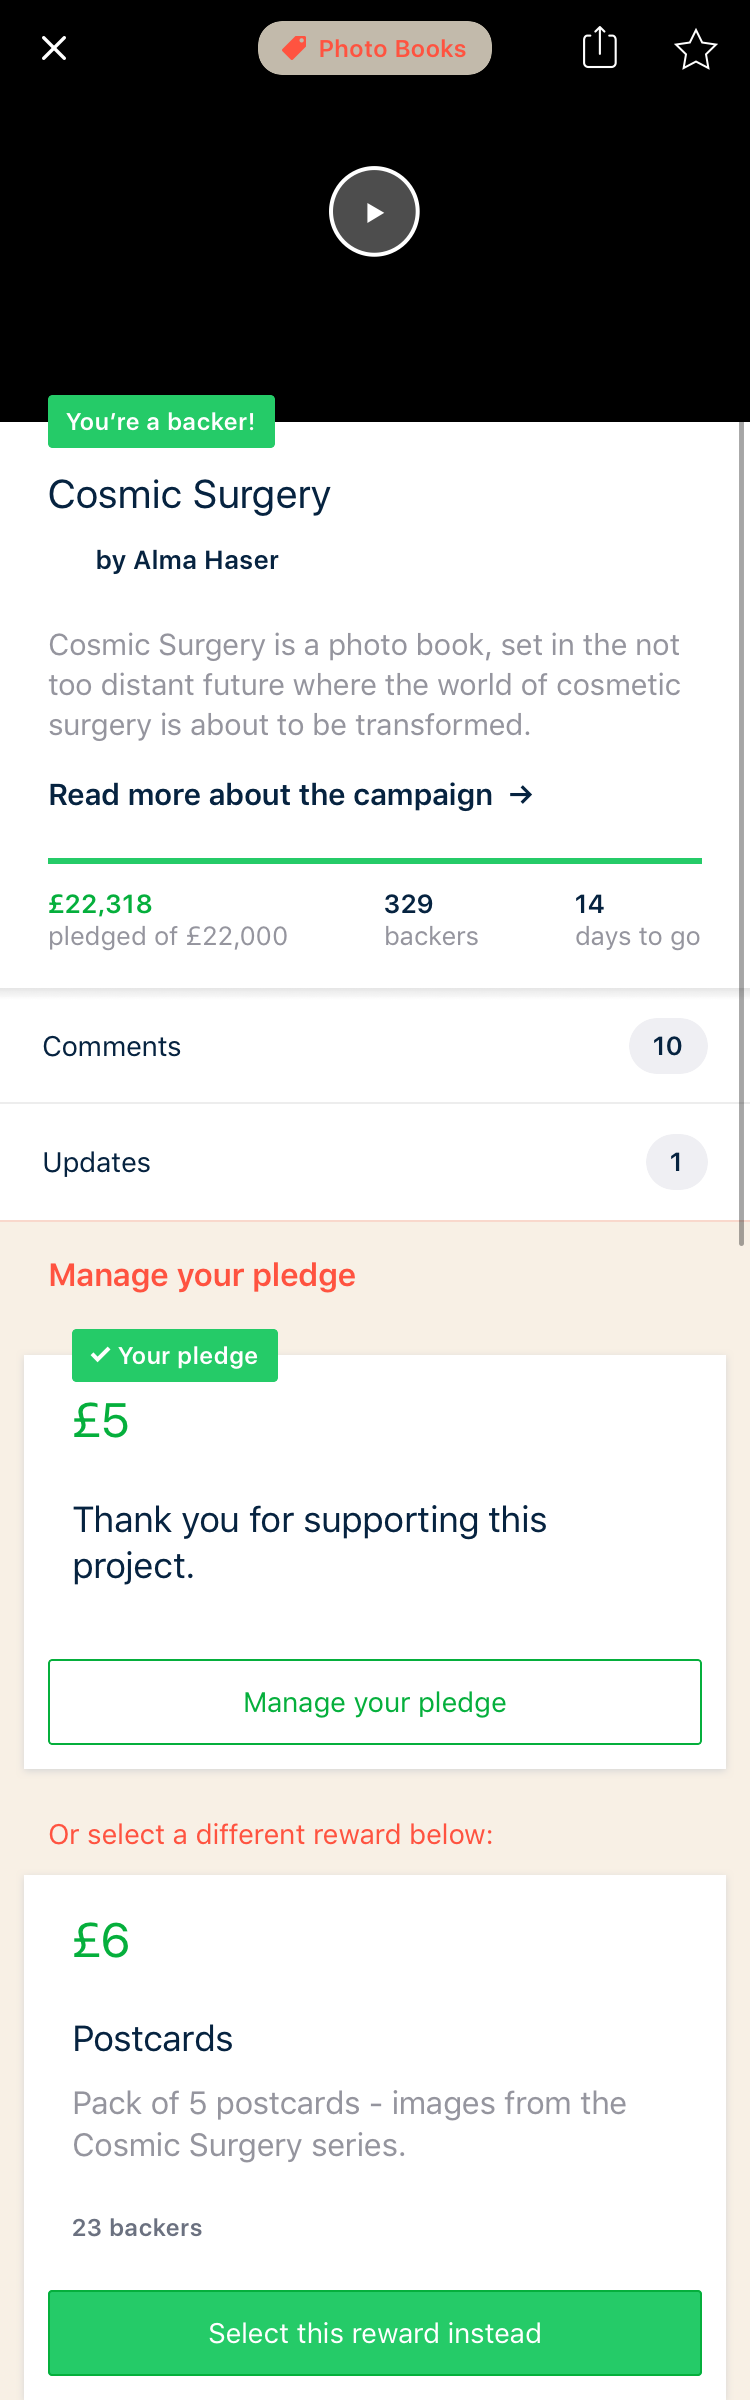 Photo Books
You're a backer!
Cosmic Surgery
by Alma Haser
Cosmic Surgery is a photo book, set in the not
too distant future where the world of cosmetic
surgery is about to be transformed.
Read more about the campaign →
£22,318
pledged of £22,000
329
backers
14
days to go
Comments
10
Updates
1
Manage your pledge
Your pledge
£5
Thank you for supporting this
project.
Manage your pledge
Or select a different reward below:
£6
Postcards
Pack of 5 postcards - images from the
Cosmic Surgery series.
23 backers
Select this reward instead